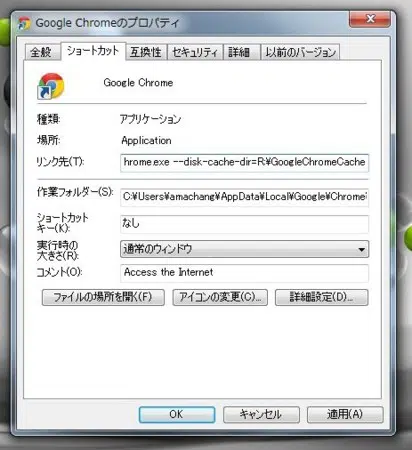 Google Chromeのプロパティ
全般 ショートカット 互換性 セキュリティ 詳細 以前のバージョン
Google Chrome
種類: アプリケーション
場所: Application
リンク先(T): hrome.exe --disk-cache-dir=R¥GoogleChromeCache
作業フォルダー(S): C:¥Users¥amachang¥AppData¥Local¥Google¥Chrome
ショートカット
キー(K): なし
実行時の
大きさ(R): 通常のウィンドウ
コメント(O): Access the Internet
ファイルの場所を開く(F) アイコンの変更(C)... 詳細設定(D)...
OK キャンセル 適用(A)